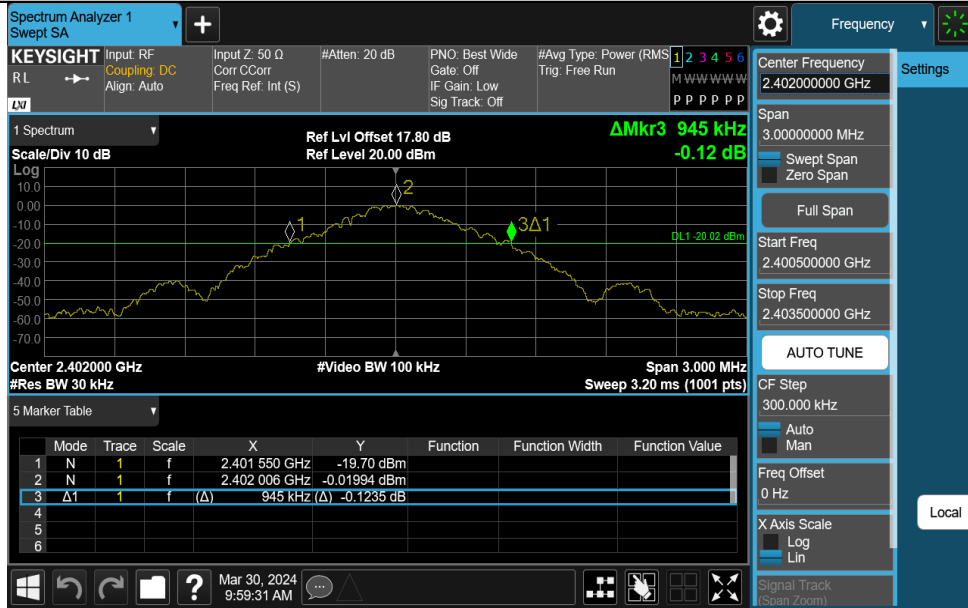 Spectrum Analyzer 1
Swept SA
+
Frequency
KEYSIGHT
RL
LXI
Input: RF
Coupling: DC
Align: Auto
Input Z: 50 Ω
Corr CCorr
Freq Ref: Int (S)
#Atten: 20 dB
PNO: Best Wide
Gate: Off
IF Gain: Low
Sig Track: Off
#Avg Type: Power (RMS
Trig: Free Run
1 2 3 4 5 6
M W W W W W
P P P P P P
1 Spectrum
Scale/Div 10 dB
Ref Lvl Offset 17.80 dB
Ref Level 20.00 dBm
ΔMkr3 945 kHz
-0.12 dB
Log
10.0
0.00
-10.0
-20.0
-30.0
-40.0
-50.0
-60.0
-70.0
1
2
3Δ1
DL1 -20.02 dBm
Center 2.402000 GHz
#Video BW 100 kHz
Span 3.000 MHz
#Res BW 30 kHz
Sweep 3.20 ms (1001 pts)
5 Marker Table
Mode Trace Scale X Y Function Function Width Function Value
1 N 1 f 2.401 550 GHz -19.70 dBm
2 N 1 f 2.402 006 GHz -0.01994 dBm
3 Δ1 1 f (Δ) 945 kHz (Δ) -0.1235 dB
4
5
6
Center Frequency
2.402000000 GHz
Span
3.00000000 MHz
Swept Span
Zero Span
Full Span
Start Freq
2.400500000 GHz
Stop Freq
2.403500000 GHz
AUTO TUNE
CF Step
300.000 kHz
Auto
Man
Freq Offset
0 Hz
X Axis Scale
Log
Lin
Signal Track
(Span Zoom)
Settings
Local
?
Mar 30, 2024
9:59:31 AM